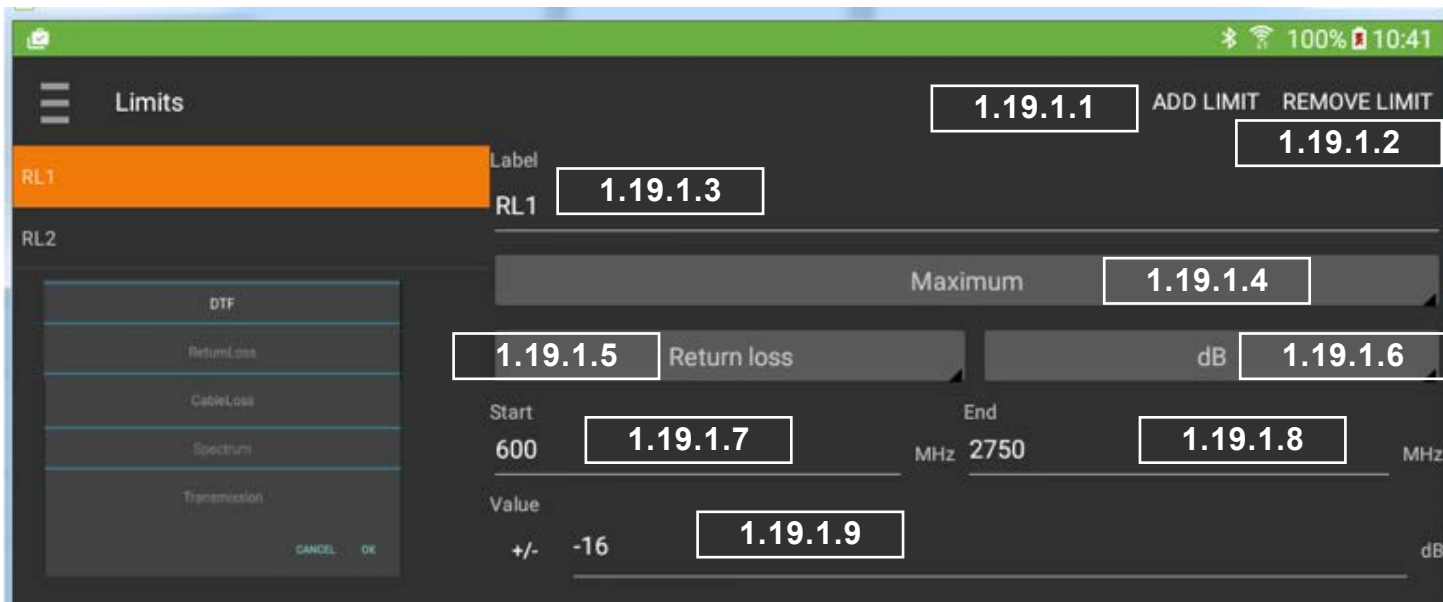 100% 10:41
Limits
1.19.1.1 ADD LIMIT REMOVE LIMIT
1.19.1.2
RL1
RL2
Label
RL1 1.19.1.3
Maximum 1.19.1.4
1.19.1.5 Return loss
dB 1.19.1.6
Start
600 1.19.1.7 MHz
End
2750 1.19.1.8 MHz
Value
+/- -16 1.19.1.9 dB
DTF
ReturnLoss
CableLoss
Spectrum
Transmission
CANCEL OK